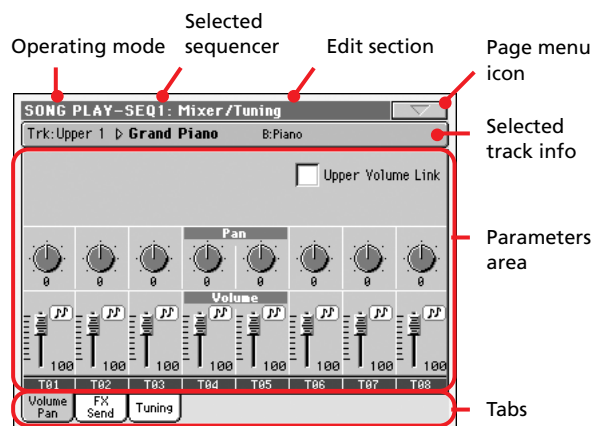 Operating mode
Selected
sequencer
Edit section
Page menu
icon
SONG PLAY-SEQ1: Mixer/Tuning
Trk:Upper 1 ▷ Grand Piano B:Piano
Selected
track info
Upper Volume Link
Pan
0 0 0 0 0 0 0 0
Parameters
area
Volume
100 100 100 100 100 100 100 100
T01 T02 T03 T04 T05 T06 T07 T08
Volume
Pan
FX
Send
Tuning
Tabs